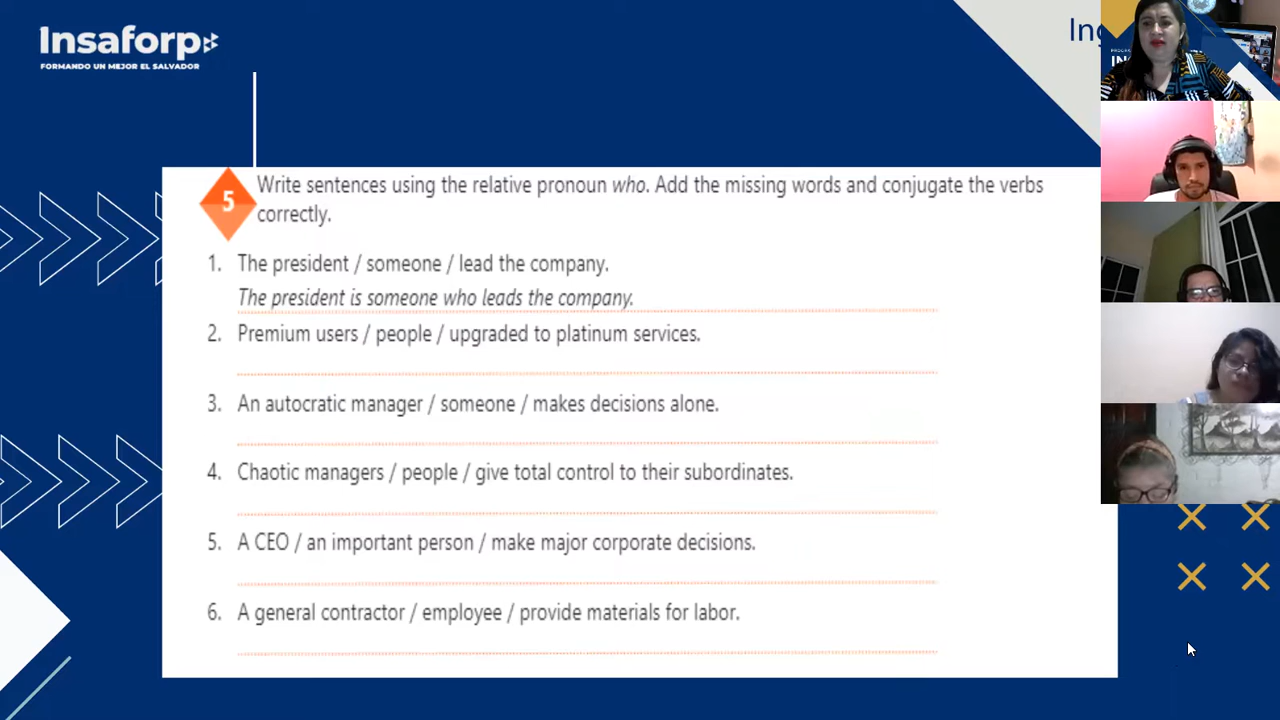 Insaforp
FORMANDO UN MEJOR EL SALVADOR
5
Write sentences using the relative pronoun who. Add the missing words and conjugate the verbs
correctly.
1. The president / someone / lead the company.
The president is someone who leads the company.
2. Premium users / people / upgraded to platinum services.
3. An autocratic manager / someone / makes decisions alone.
4. Chaotic managers / people / give total control to their subordinates.
5. A CEO / an important person / make major corporate decisions.
6. A general contractor / employee / provide materials for labor.